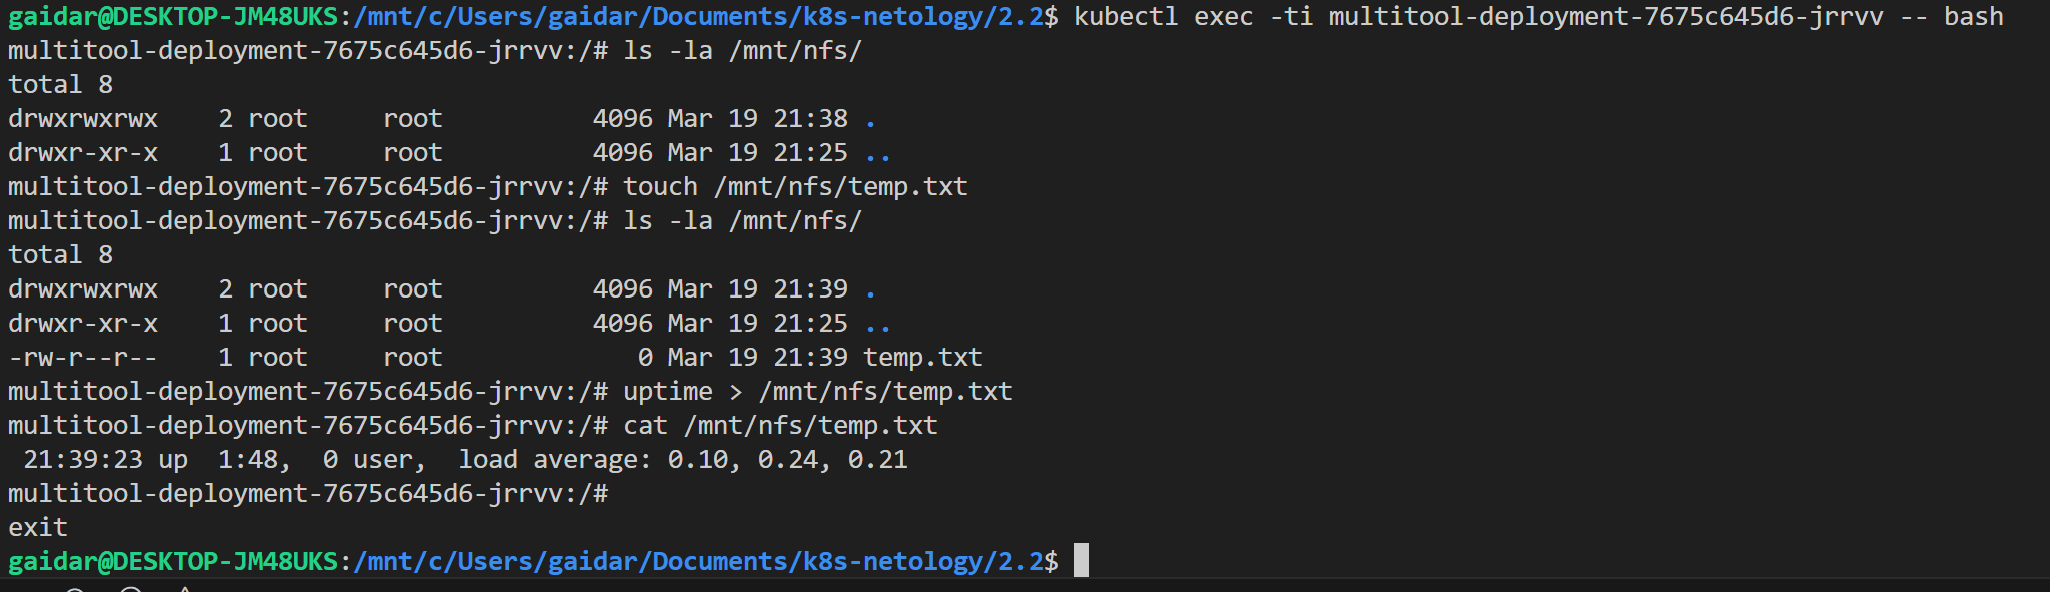 gaidar@DESKTOP-JM48UKS:/mnt/c/Users/gaidar/Documents/k8s-netology/2.2$ kubectl exec -ti multitool-deployment-7675c645d6-jrrvv -- bash
multitool-deployment-7675c645d6-jrrvv:/# ls -la /mnt/nfs/
total 8
drwxrwxrwx    2 root     root          4096 Mar 19 21:38 .
drwxr-xr-x    1 root     root          4096 Mar 19 21:25 ..
multitool-deployment-7675c645d6-jrrvv:/# touch /mnt/nfs/temp.txt
multitool-deployment-7675c645d6-jrrvv:/# ls -la /mnt/nfs/
total 8
drwxrwxrwx    2 root     root          4096 Mar 19 21:39 .
drwxr-xr-x    1 root     root          4096 Mar 19 21:25 ..
-rw-r--r--    1 root     root             0 Mar 19 21:39 temp.txt
multitool-deployment-7675c645d6-jrrvv:/# uptime > /mnt/nfs/temp.txt
multitool-deployment-7675c645d6-jrrvv:/# cat /mnt/nfs/temp.txt
 21:39:23 up  1:48,  0 user,  load average: 0.10, 0.24, 0.21
multitool-deployment-7675c645d6-jrrvv:/#
exit
gaidar@DESKTOP-JM48UKS:/mnt/c/Users/gaidar/Documents/k8s-netology/2.2$